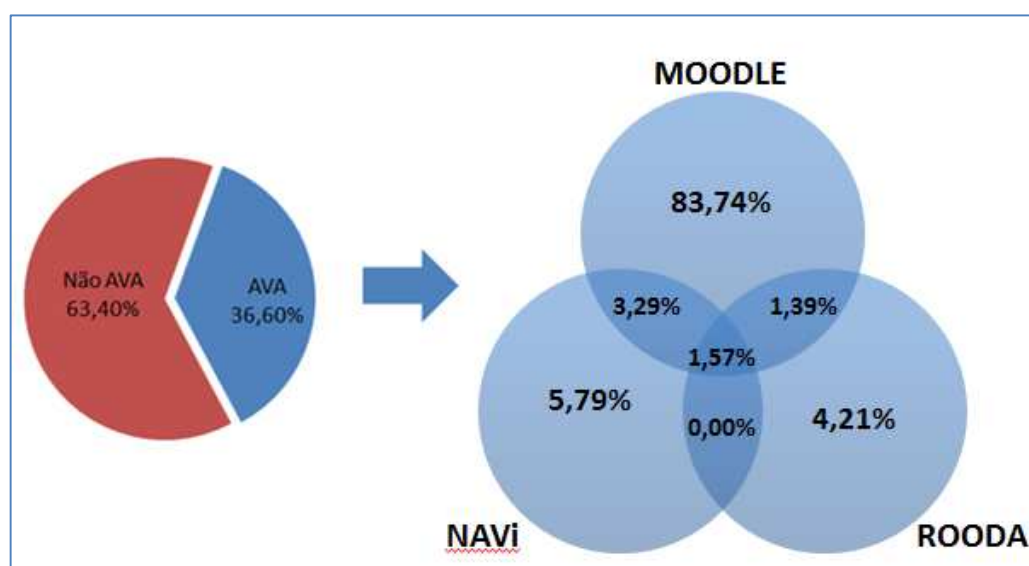 Não AVA
63,40%
AVA
36,60%
MOODLE
83,74%
3,29%
1,39%
1,57%
5,79%
0,00%
4,21%
NAVi
ROODA